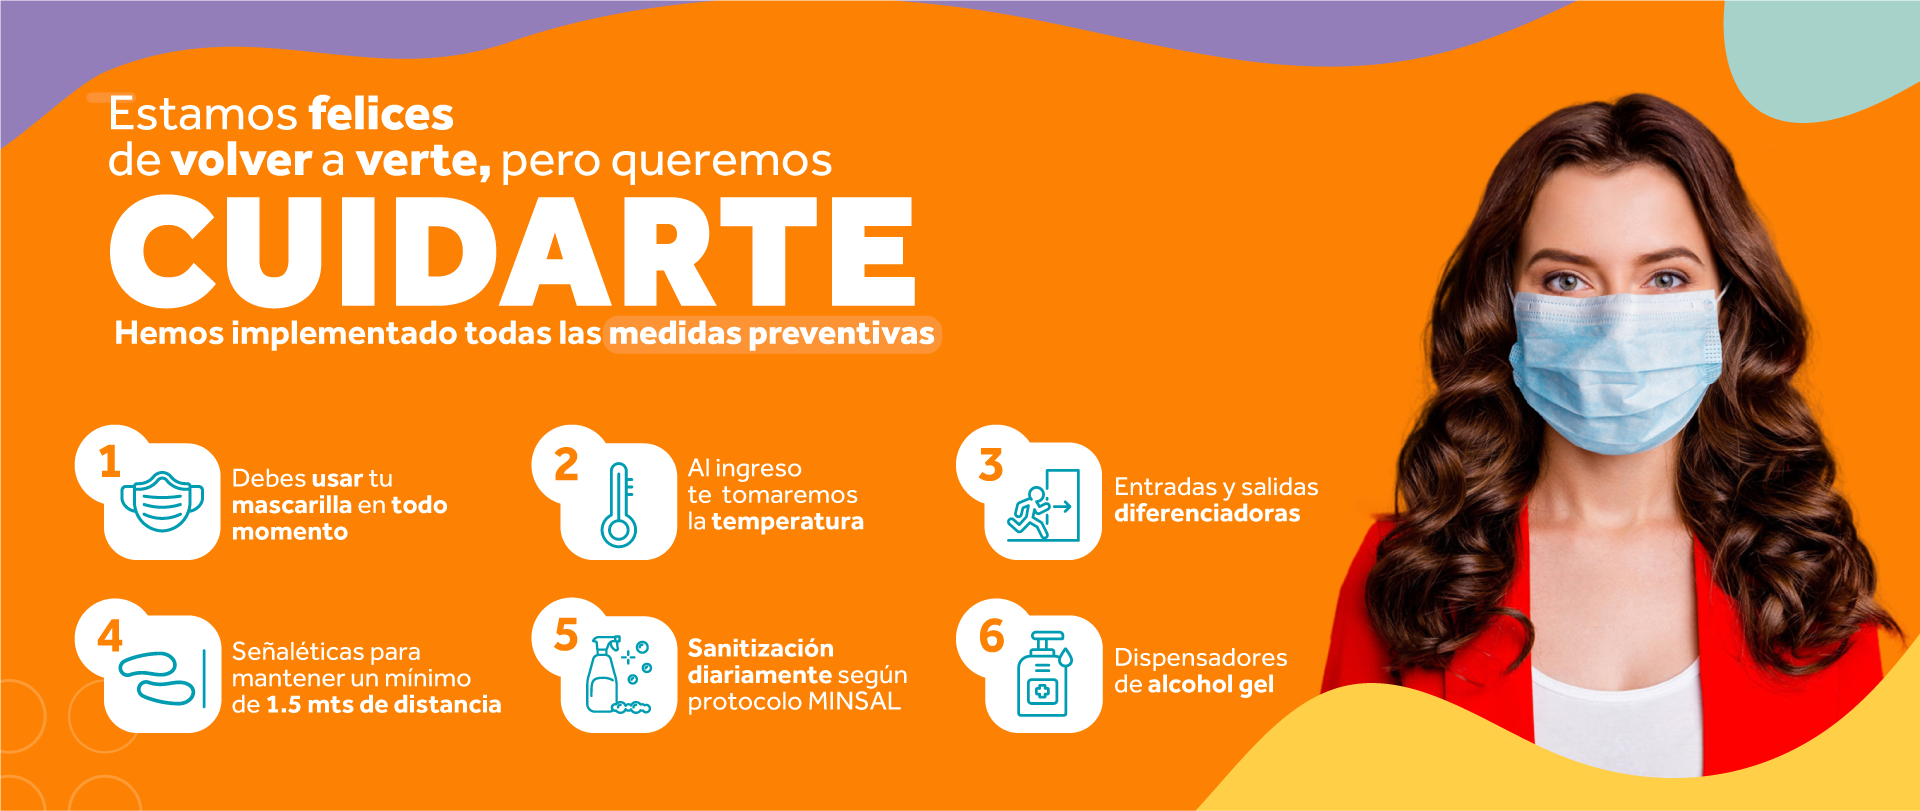 Estamos felices
de volver a verte, pero queremos
CUIDARTE
Hemos implementado todas las medidas preventivas
1
Debes usar tu
mascarilla en todo
momento
2
Al ingreso
te tomaremos
la temperatura
3
Entradas y salidas
diferenciadoras
4
Señaléticas para
mantener un mínimo
de 1.5 mts de distancia
5
Sanitización
diariamente según
protocolo MINSAL
6
Dispensadores
de alcohol gel